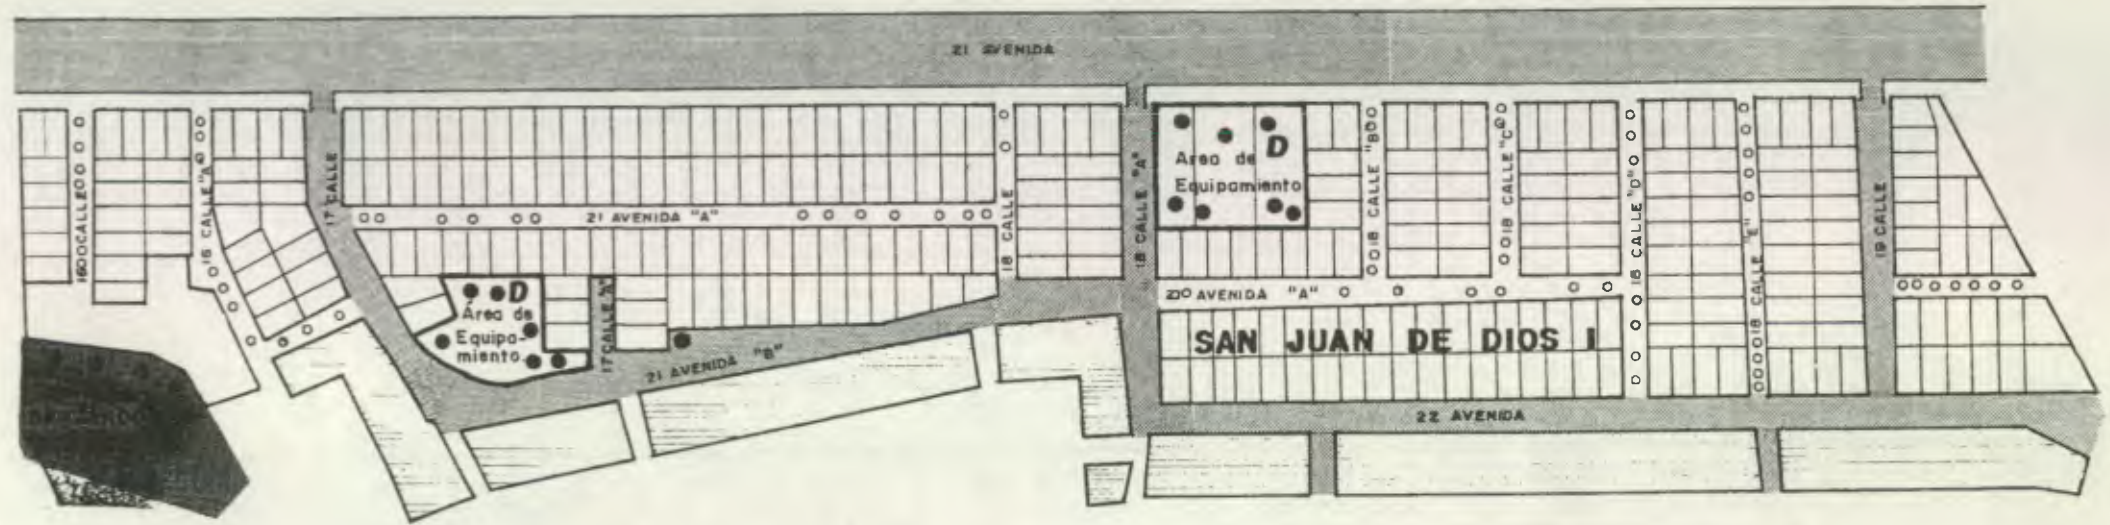 21 AVENIDA
16 CALLE
16 CALLE "A"
17 CALLE
21 AVENIDA "A"
18 CALLE
18 CALLE "A"
D
Area de
Equipamiento
18 CALLE "B"
18 CALLE "C"
18 CALLE "D"
18 CALLE "E"
19 CALLE
D
Área de
Equipa-
miento
17 CALLE "A"
21 AVENIDA "B"
AVENIDA "A"
SAN JUAN DE DIOS I
22 AVENIDA